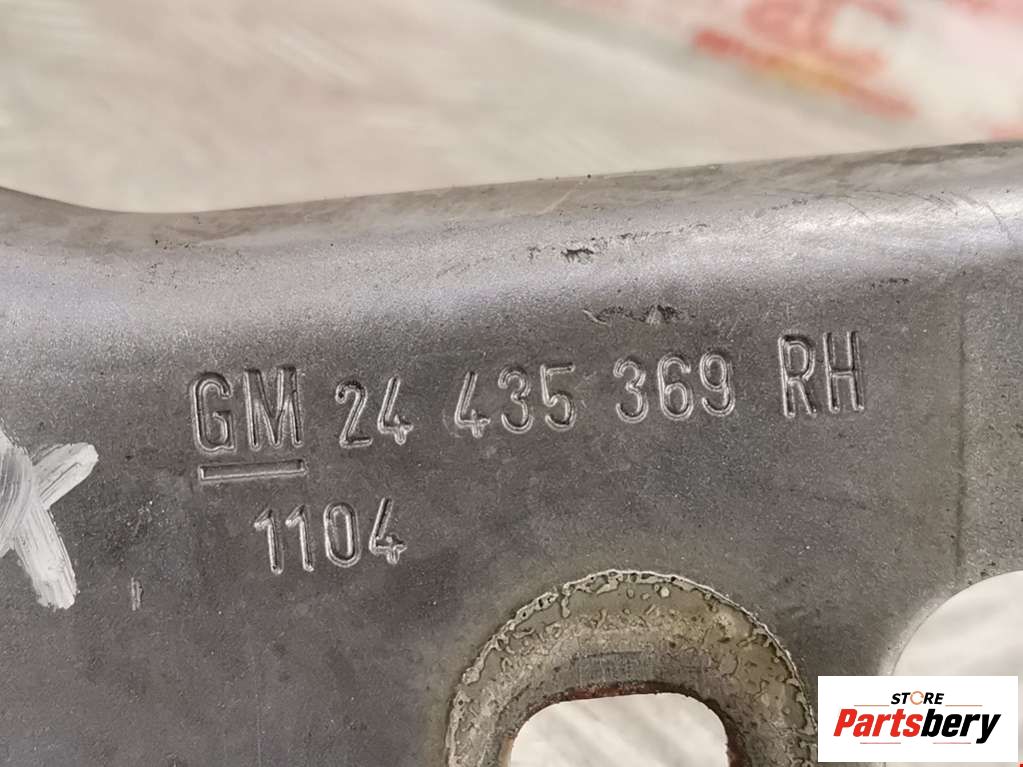 GM 24 435 369 RH
1104
STORE
Partsbery